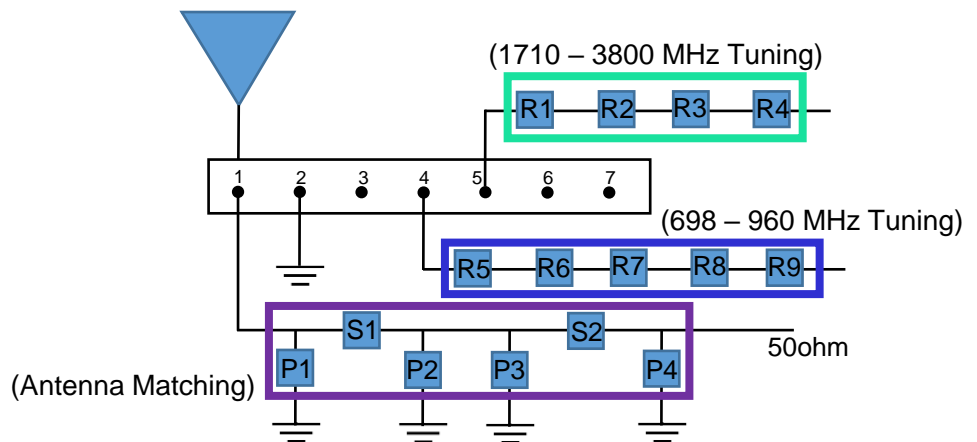 (1710 – 3800 MHz Tuning)
R1 R2 R3 R4
1 2 3 4 5 6 7
(698 – 960 MHz Tuning)
R5 R6 R7 R8 R9
S1 S2
50ohm
P1 P2 P3 P4
(Antenna Matching)